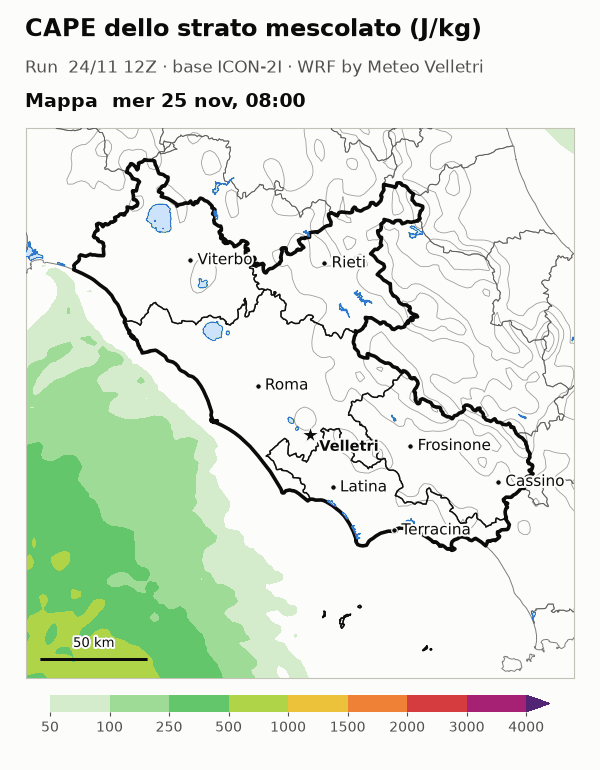 CAPE dello strato mescolato (J/kg)
Run  24/11 12Z · base ICON-2I · WRF by Meteo Velletri
Mappa  mer 25 nov, 08:00
Viterbo
Rieti
Roma
Velletri
Frosinone
Cassino
Latina
Terracina
50 km
50 100 250 500 1000 1500 2000 3000 4000